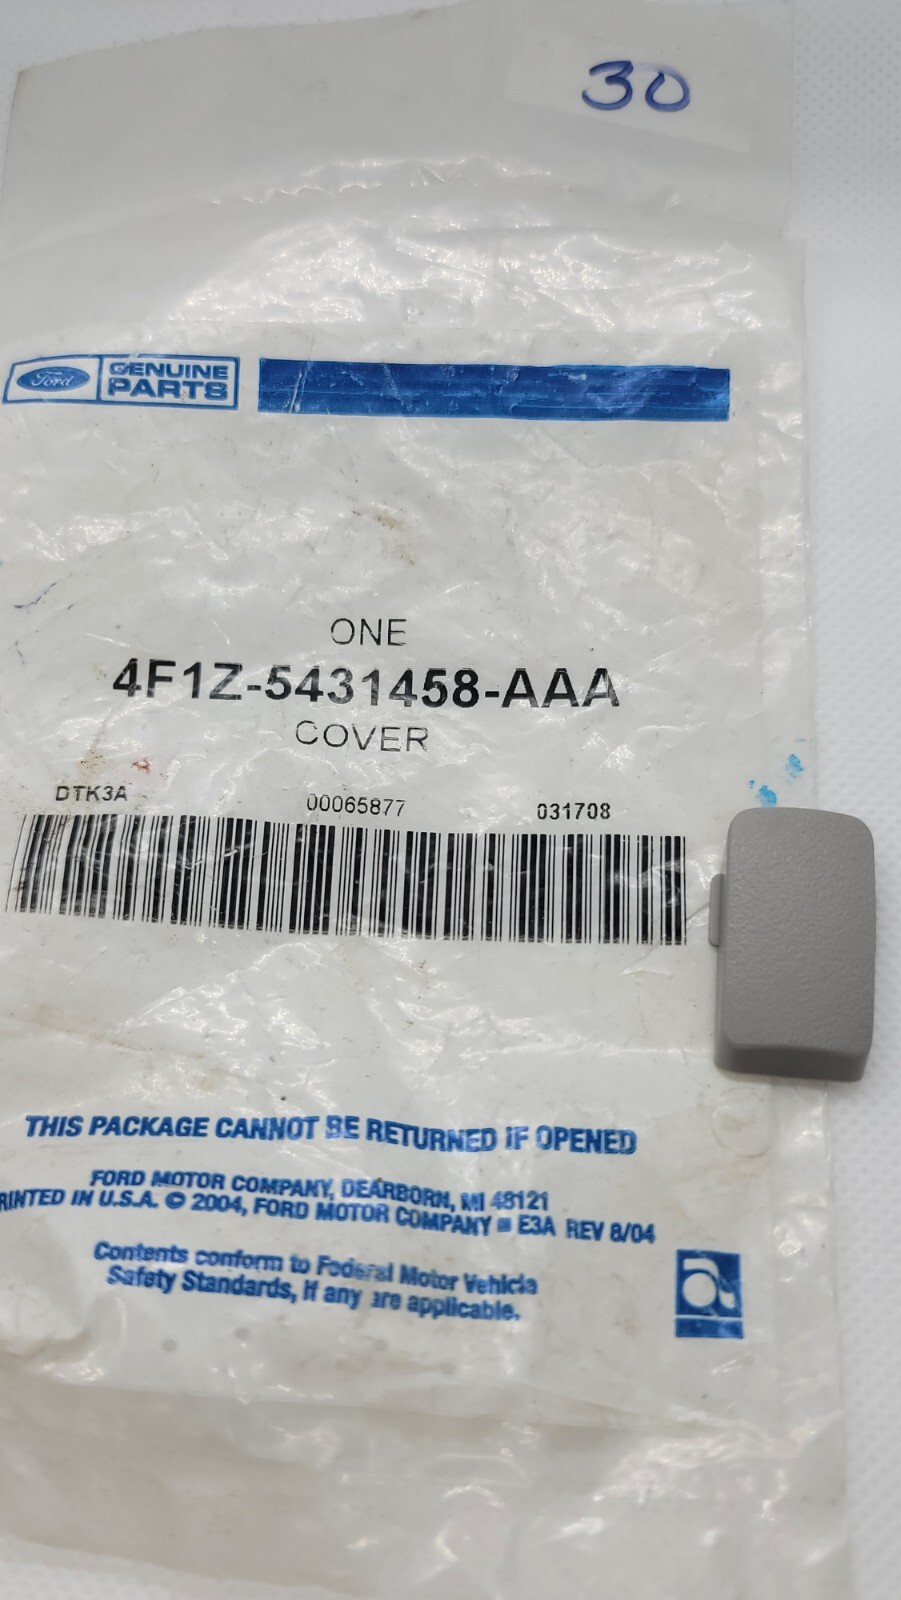 30
Ford
GENUINE
PARTS
ONE
4F1Z-5431458-AAA
COVER
DTK3A 00065877 031708
THIS PACKAGE CANNOT BE RETURNED IF OPENED
FORD MOTOR COMPANY, DEARBORN, MI 48121
RINTED IN U.S.A. © 2004, FORD MOTOR COMPANY ■ E3A REV 8/04
Contents conform to Federal Motor Vehicle
Safety Standards, if any are applicable.